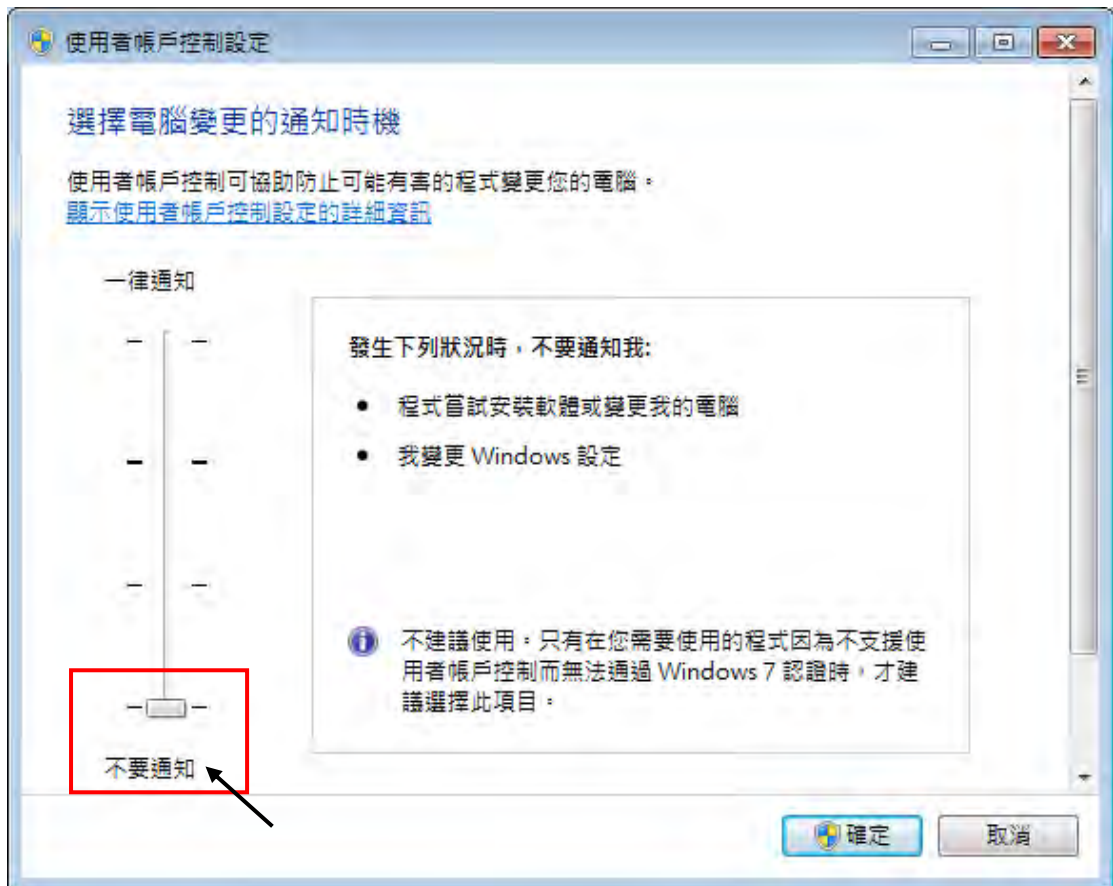 使用者帳戶控制設定
選擇電腦變更的通知時機
使用者帳戶控制可協助防止可能有害的程式變更您的電腦。
顯示使用者帳戶控制設定的詳細資訊
一律通知
發生下列狀況時，不要通知我:
• 程式嘗試安裝軟體或變更我的電腦
• 我變更 Windows 設定
不建議使用。只有在您需要使用的程式因為不支援使
用者帳戶控制而無法通過 Windows 7 認證時，才建
議選擇此項目。
不要通知
確定
取消